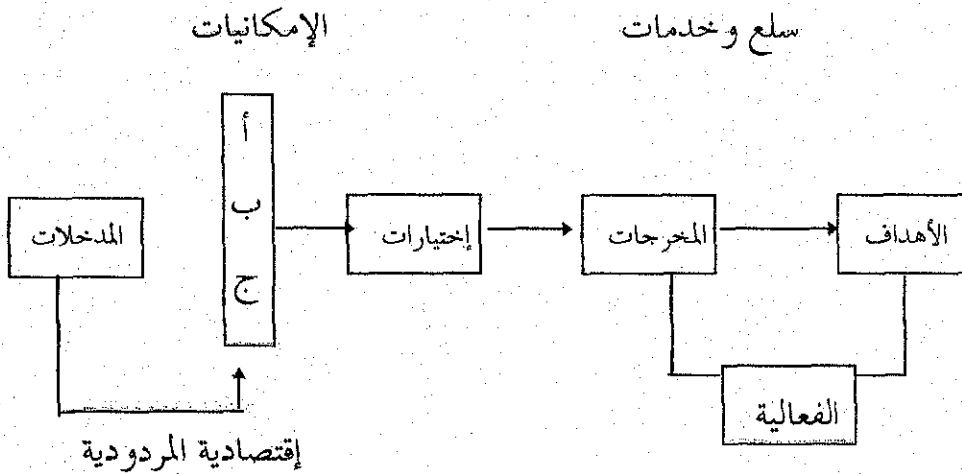 سلع وخدمات
الإمكانيات
أ
ب
ج
المدخلات
إختيارات
المخرجات
الأهداف
الفعالية
إقتصادية المردودية